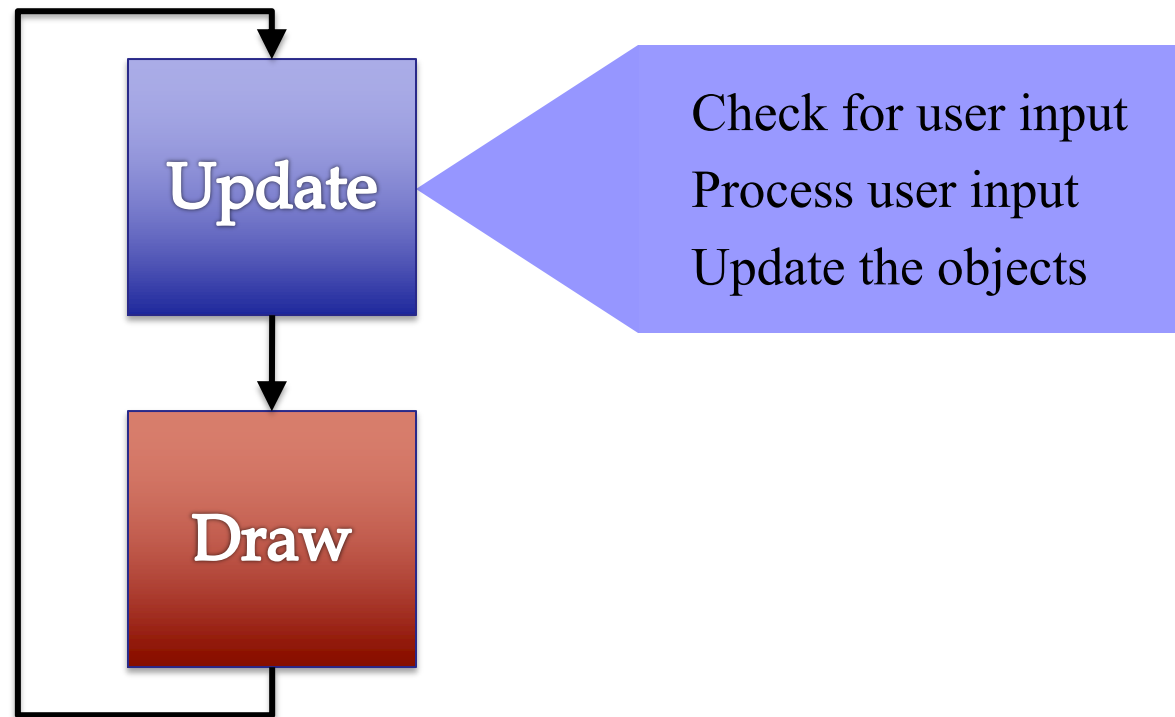 Update
Check for user input
Process user input
Update the objects
Draw